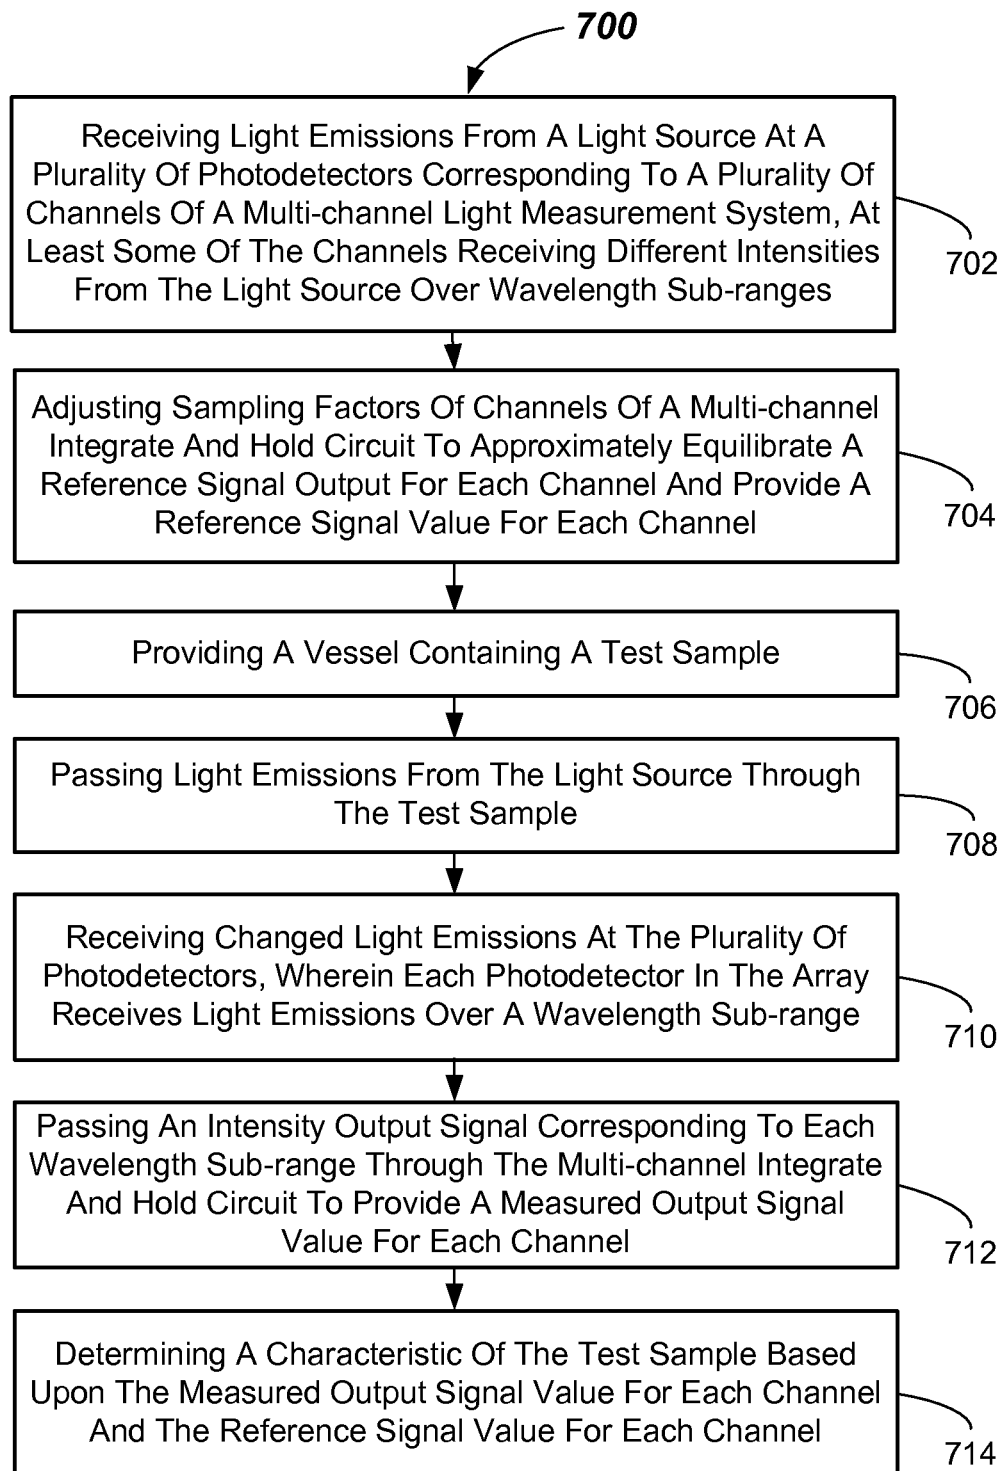 700
Receiving Light Emissions From A Light Source At A
Plurality Of Photodetectors Corresponding To A Plurality Of
Channels Of A Multi-channel Light Measurement System, At
Least Some Of The Channels Receiving Different Intensities
From The Light Source Over Wavelength Sub-ranges
702
Adjusting Sampling Factors Of Channels Of A Multi-channel
Integrate And Hold Circuit To Approximately Equilibrate A
Reference Signal Output For Each Channel And Provide A
Reference Signal Value For Each Channel
704
Providing A Vessel Containing A Test Sample
706
Passing Light Emissions From The Light Source Through
The Test Sample
708
Receiving Changed Light Emissions At The Plurality Of
Photodetectors, Wherein Each Photodetector In The Array
Receives Light Emissions Over A Wavelength Sub-range
710
Passing An Intensity Output Signal Corresponding To Each
Wavelength Sub-range Through The Multi-channel Integrate
And Hold Circuit To Provide A Measured Output Signal
Value For Each Channel
712
Determining A Characteristic Of The Test Sample Based
Upon The Measured Output Signal Value For Each Channel
And The Reference Signal Value For Each Channel
714